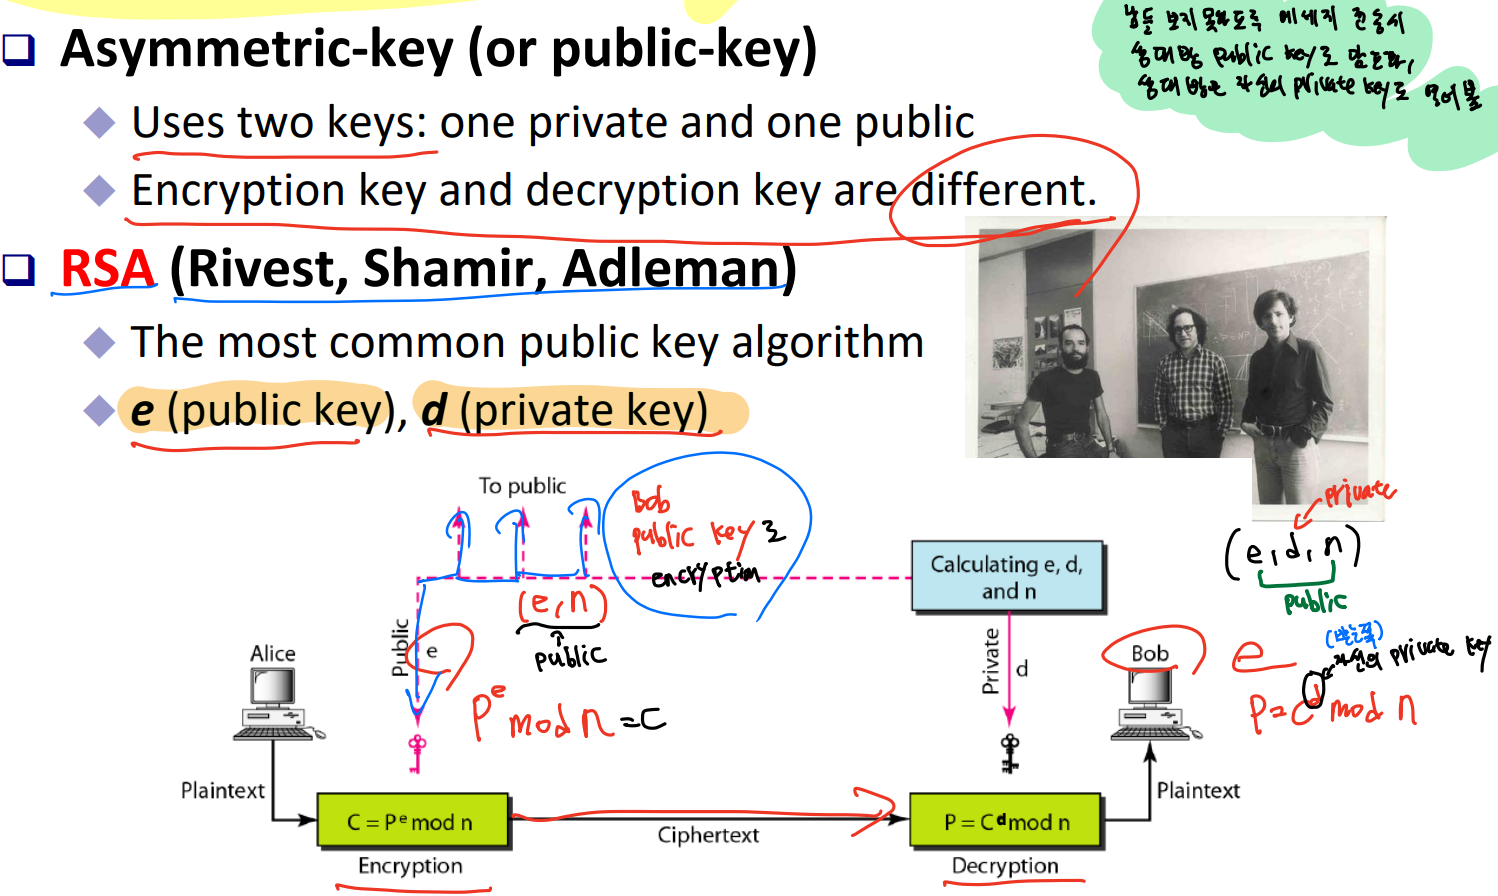 남들 보지 못하도록 메세지 전송시
상대방 public key로 암호화,
상대방은 자신의 private key로 열어봄
❑ Asymmetric-key (or public-key)
◆ Uses two keys: one private and one public
◆ Encryption key and decryption key are different.
❑ RSA (Rivest, Shamir, Adleman)
◆ The most common public key algorithm
◆ e (public key), d (private key)
To public
Bob
public key로
encryption
private
(e, d, n)
public
Calculating e, d,
and n
(e, n)
public
Public
e
Private
d
Alice
Bob
e
(받는쪽)
자신의 private key
P^e mod n = C
P = C^d mod n
Plaintext
C = P^e mod n
Encryption
Ciphertext
P = C^d mod n
Decryption
Plaintext